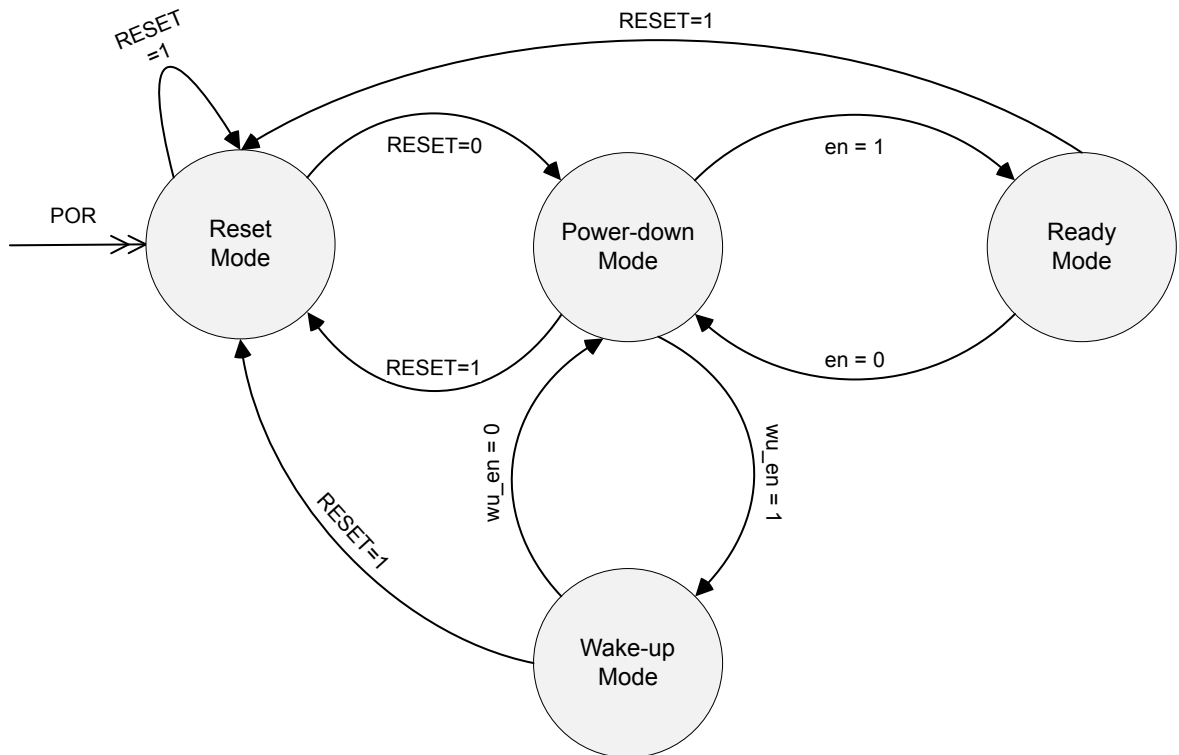 RESET=1
RESET
=1
RESET=0
en = 1
POR
Reset
Mode
Power-down
Mode
Ready
Mode
RESET=1
en = 0
wu_en = 0
wu_en = 1
RESET=1
Wake-up
Mode